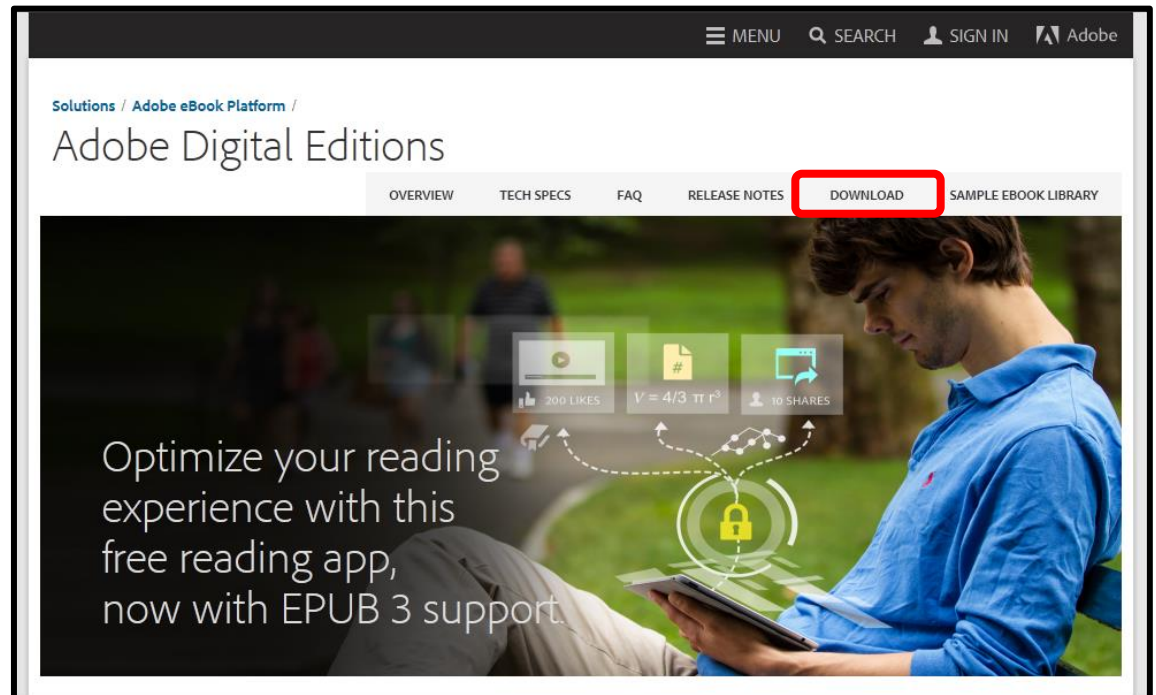 MENU SEARCH SIGN IN Adobe
Solutions / Adobe eBook Platform /
Adobe Digital Editions
OVERVIEW TECH SPECS FAQ RELEASE NOTES DOWNLOAD SAMPLE EBOOK LIBRARY
#
200 LIKES V = 4/3 π r³ 10 SHARES
Optimize your reading
experience with this
free reading app,
now with EPUB 3 support.